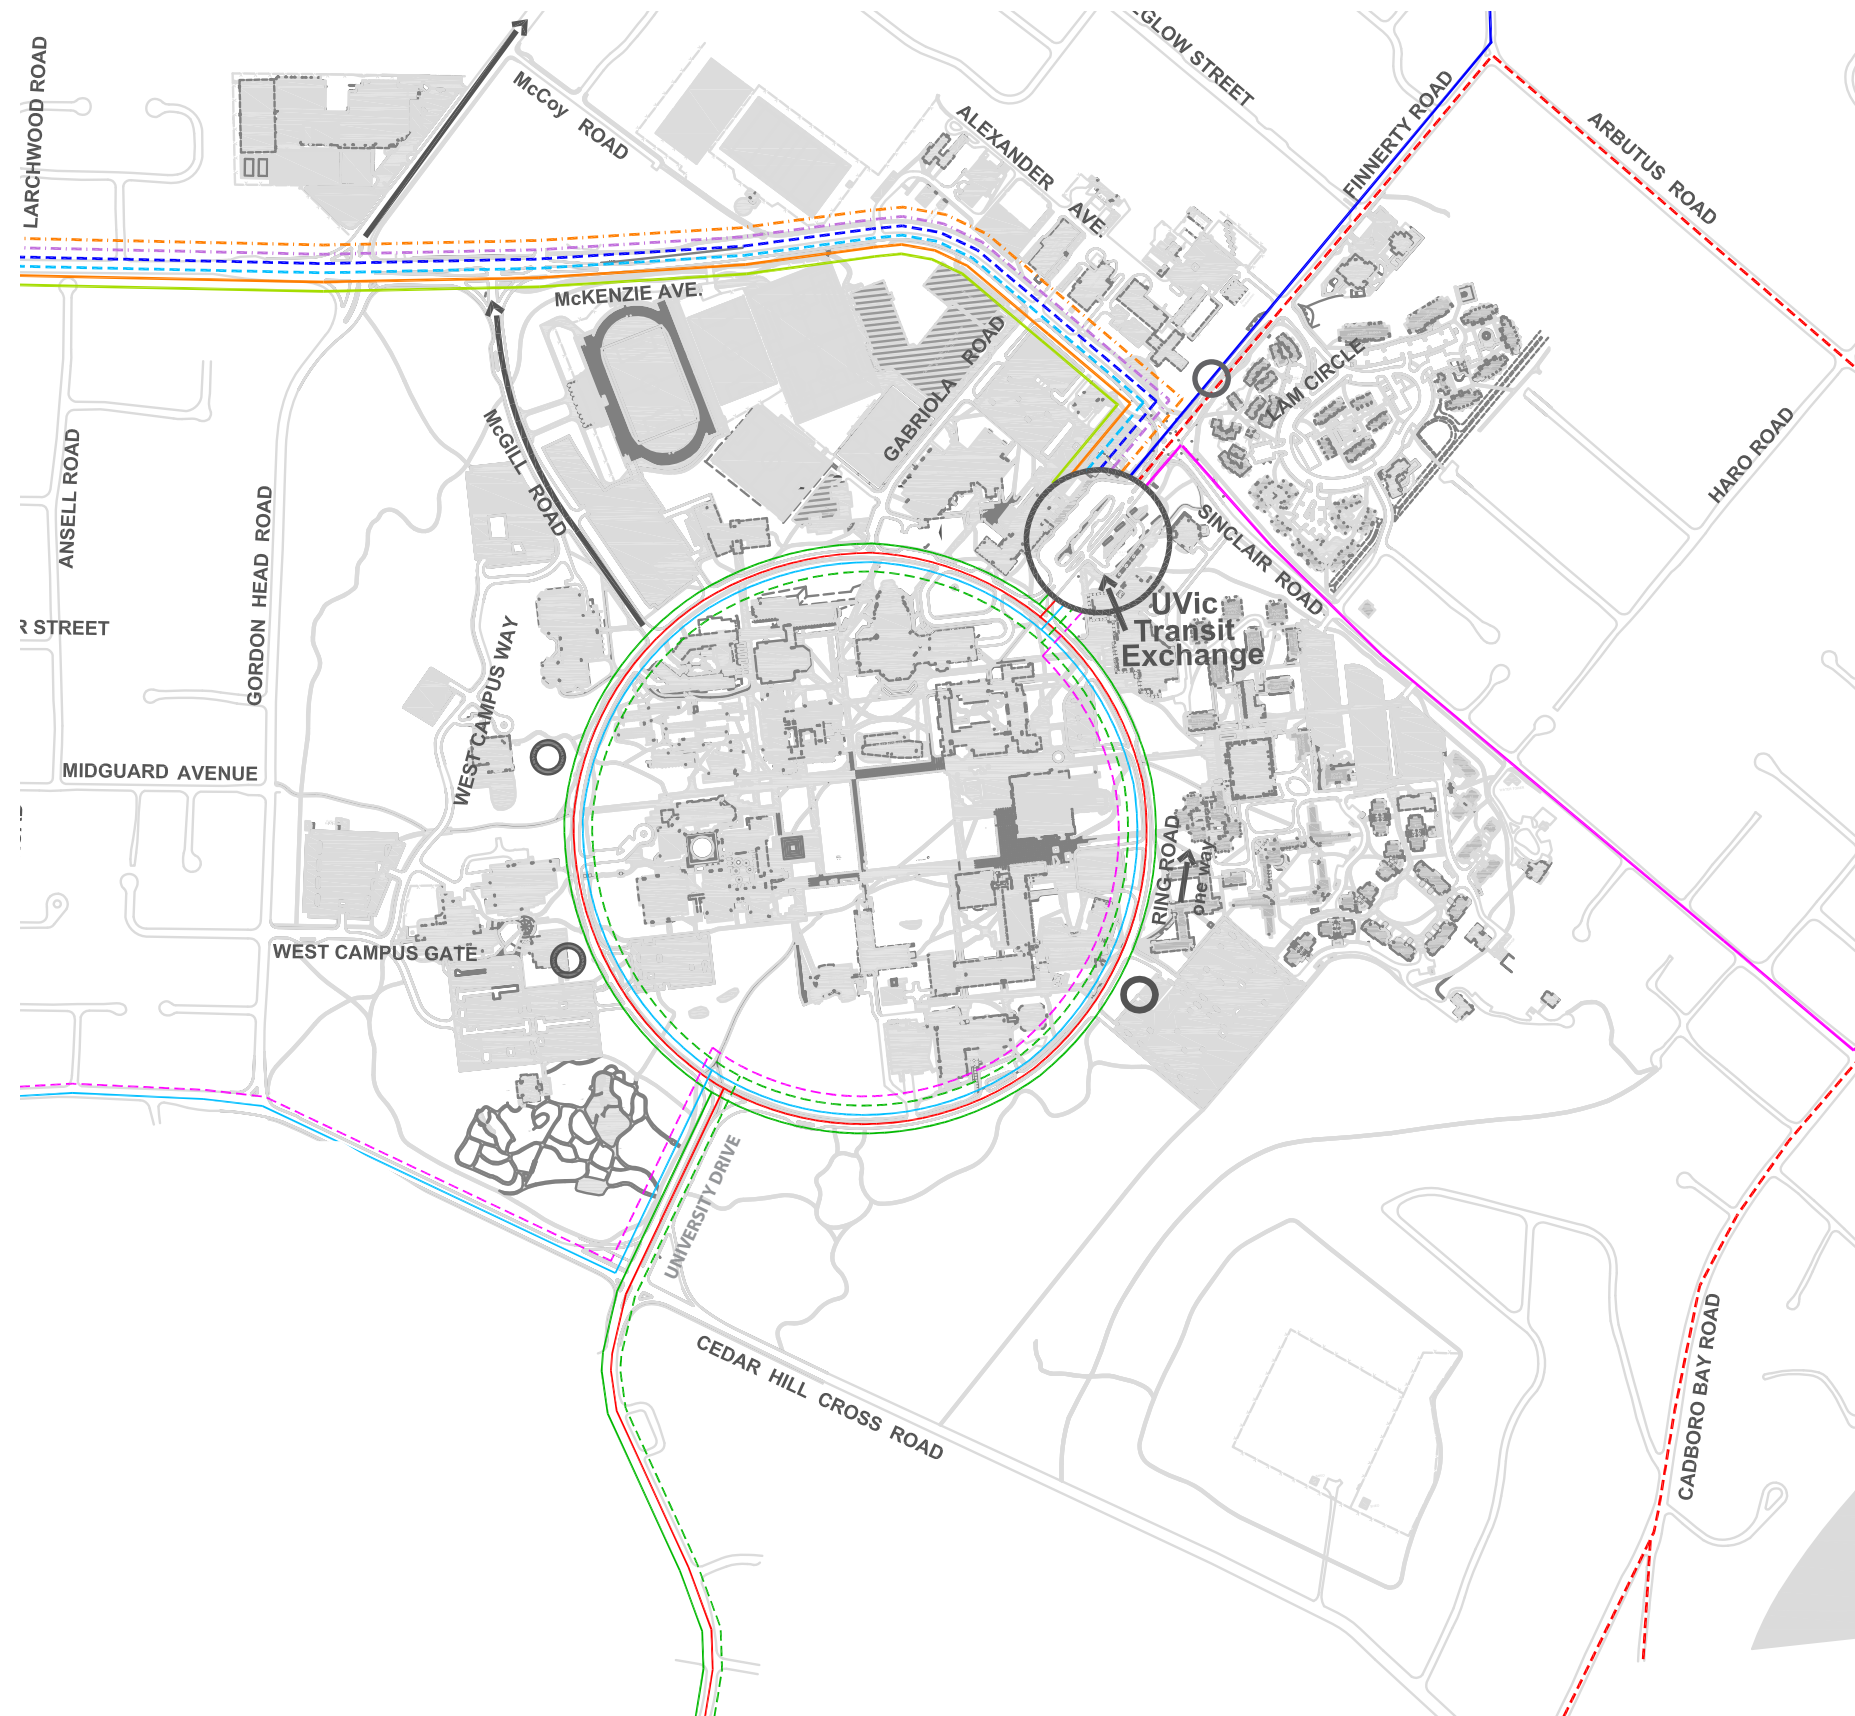 LARCHWOOD ROAD
McCoy ROAD
GLOW STREET
ALEXANDER
AVE.
FINNERTY ROAD
ARBUTUS ROAD
McKENZIE AVE.
GABRIOLA ROAD
LAM CIRCLE
McGILL ROAD
ANSELL ROAD
GORDON HEAD ROAD
HARO ROAD
SINCLAIR ROAD
UVic
Transit
Exchange
R STREET
WEST CAMPUS WAY
MIDGUARD AVENUE
RING ROAD
one way
WEST CAMPUS GATE
UNIVERSITY DRIVE
CEDAR HILL CROSS ROAD
CADBORO BAY ROAD